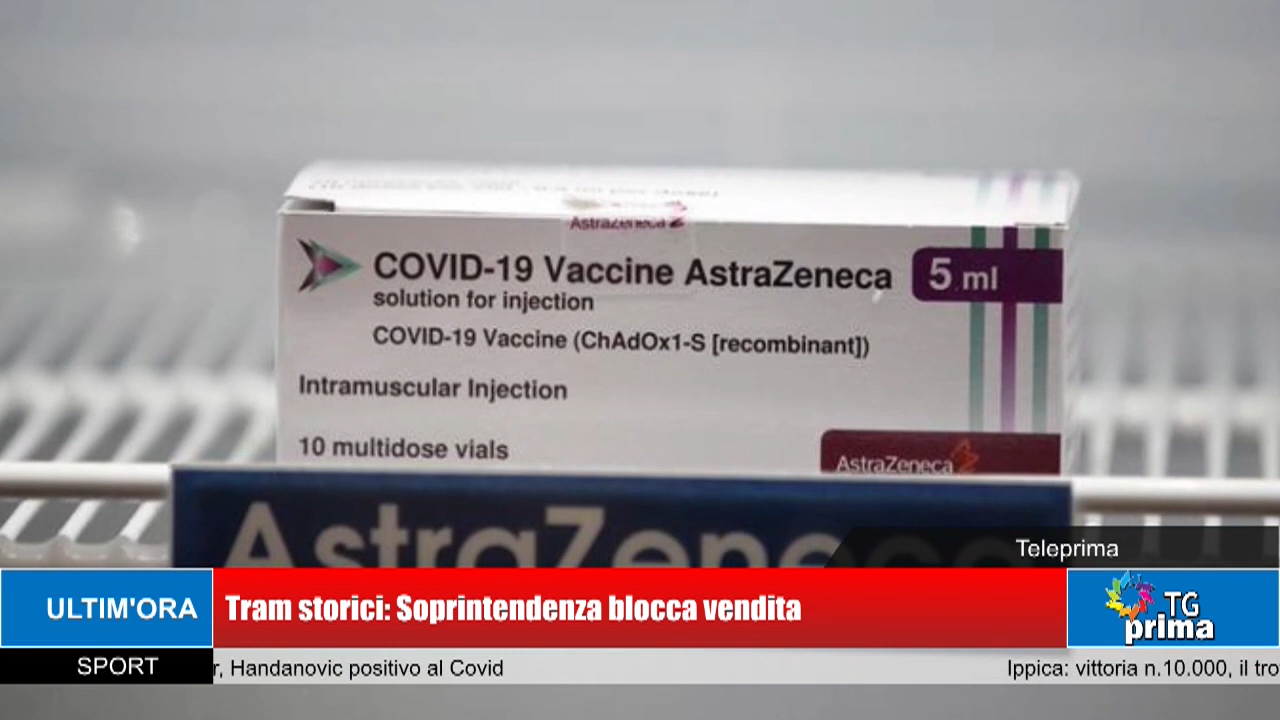 AstraZeneca
COVID-19 Vaccine AstraZeneca
5 ml
solution for injection
COVID-19 Vaccine (ChAdOx1-S [recombinant])
Intramuscular Injection
10 multidose vials
AstraZeneca
AstraZeneca
Teleprima
ULTIM'ORA
Tram storici: Soprintendenza blocca vendita
TG
prima
SPORT
r, Handanovic positivo al Covid
Ippica: vittoria n.10.000, il tro